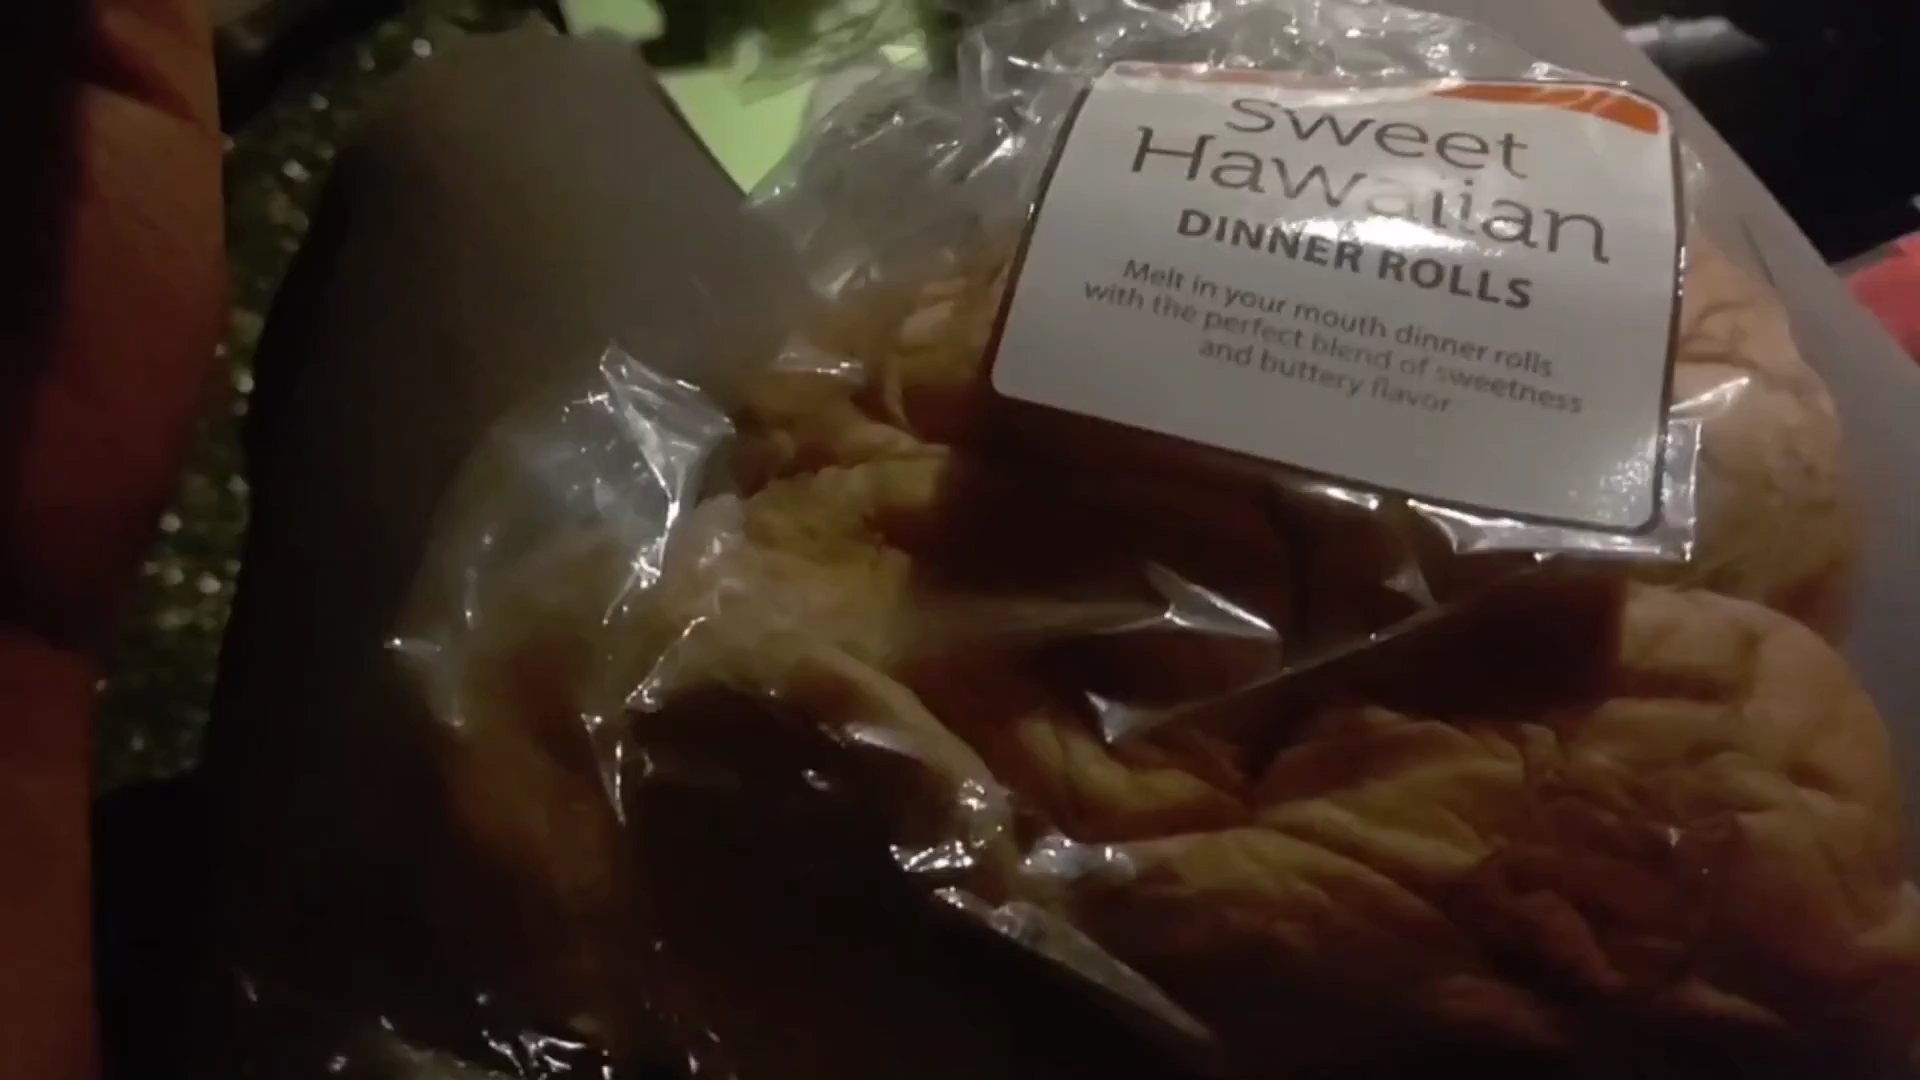 sweet
Hawaiian
DINNER ROLLS
Melt in your mouth dinner rolls
with the perfect blend of sweetness
and buttery flavor